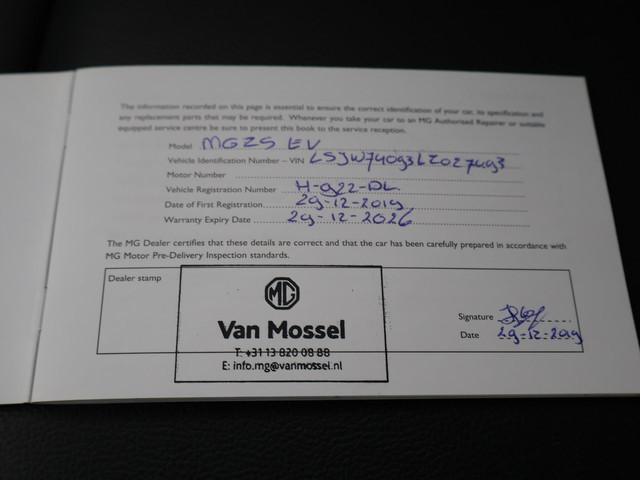 The information recorded on this page is essential to ensure the correct identification of your car, its specification and
any replacement parts that may be required. Whenever you take your car to an MG Authorised Repairer or suitable
equipped service centre be sure to present this book to the service reception.
Model MGZS EV
Vehicle Identification Number – VIN LSJW74093LZ027493
Motor Number
Vehicle Registration Number H-922-DL
Date of First Registration 29-12-2019
Warranty Expiry Date 29-12-2026
The MG Dealer certifies that these details are correct and that the car has been carefully prepared in accordance with
MG Motor Pre-Delivery Inspection standards.
Dealer stamp
MG
Van Mossel
T: +31 13 820 08 88
E: info.mg@vanmossel.nl
Signature
Date 29-12-2019